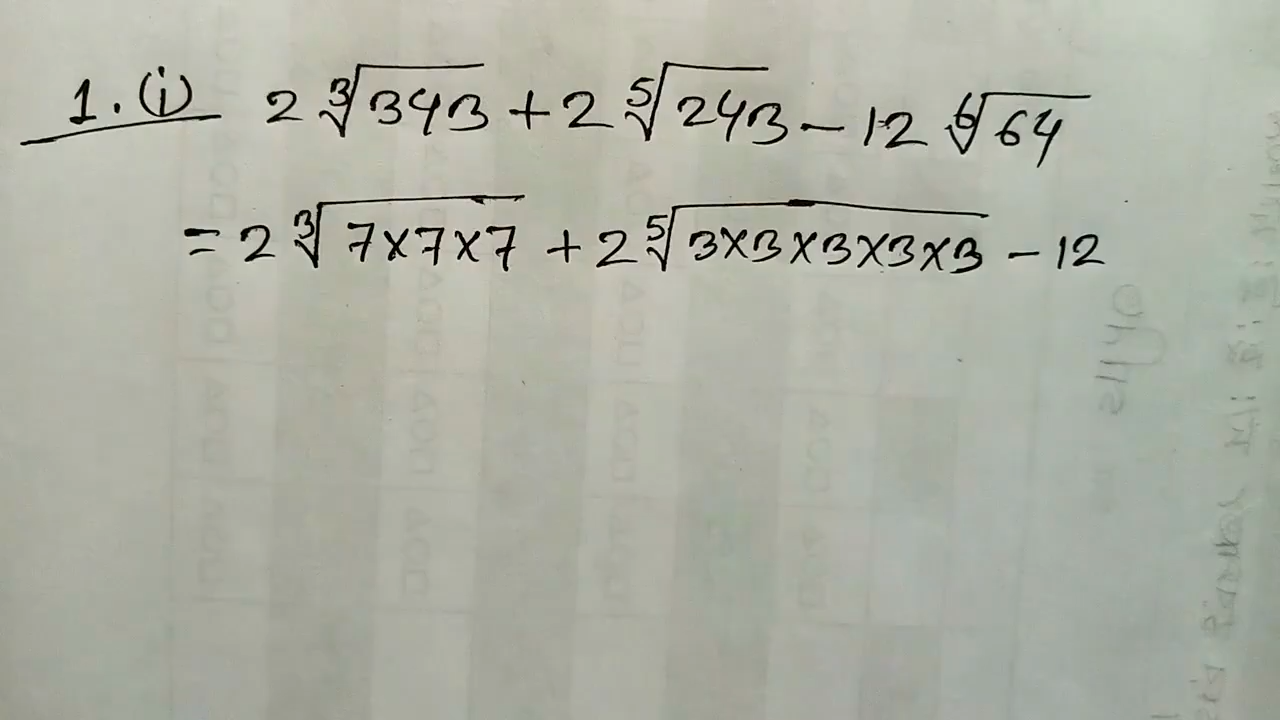 1. (i) 2 ∛343 + 2 ⁵√243 – 12 ⁶√64
= 2 ∛7×7×7 + 2 ⁵√3×3×3×3×3 – 12